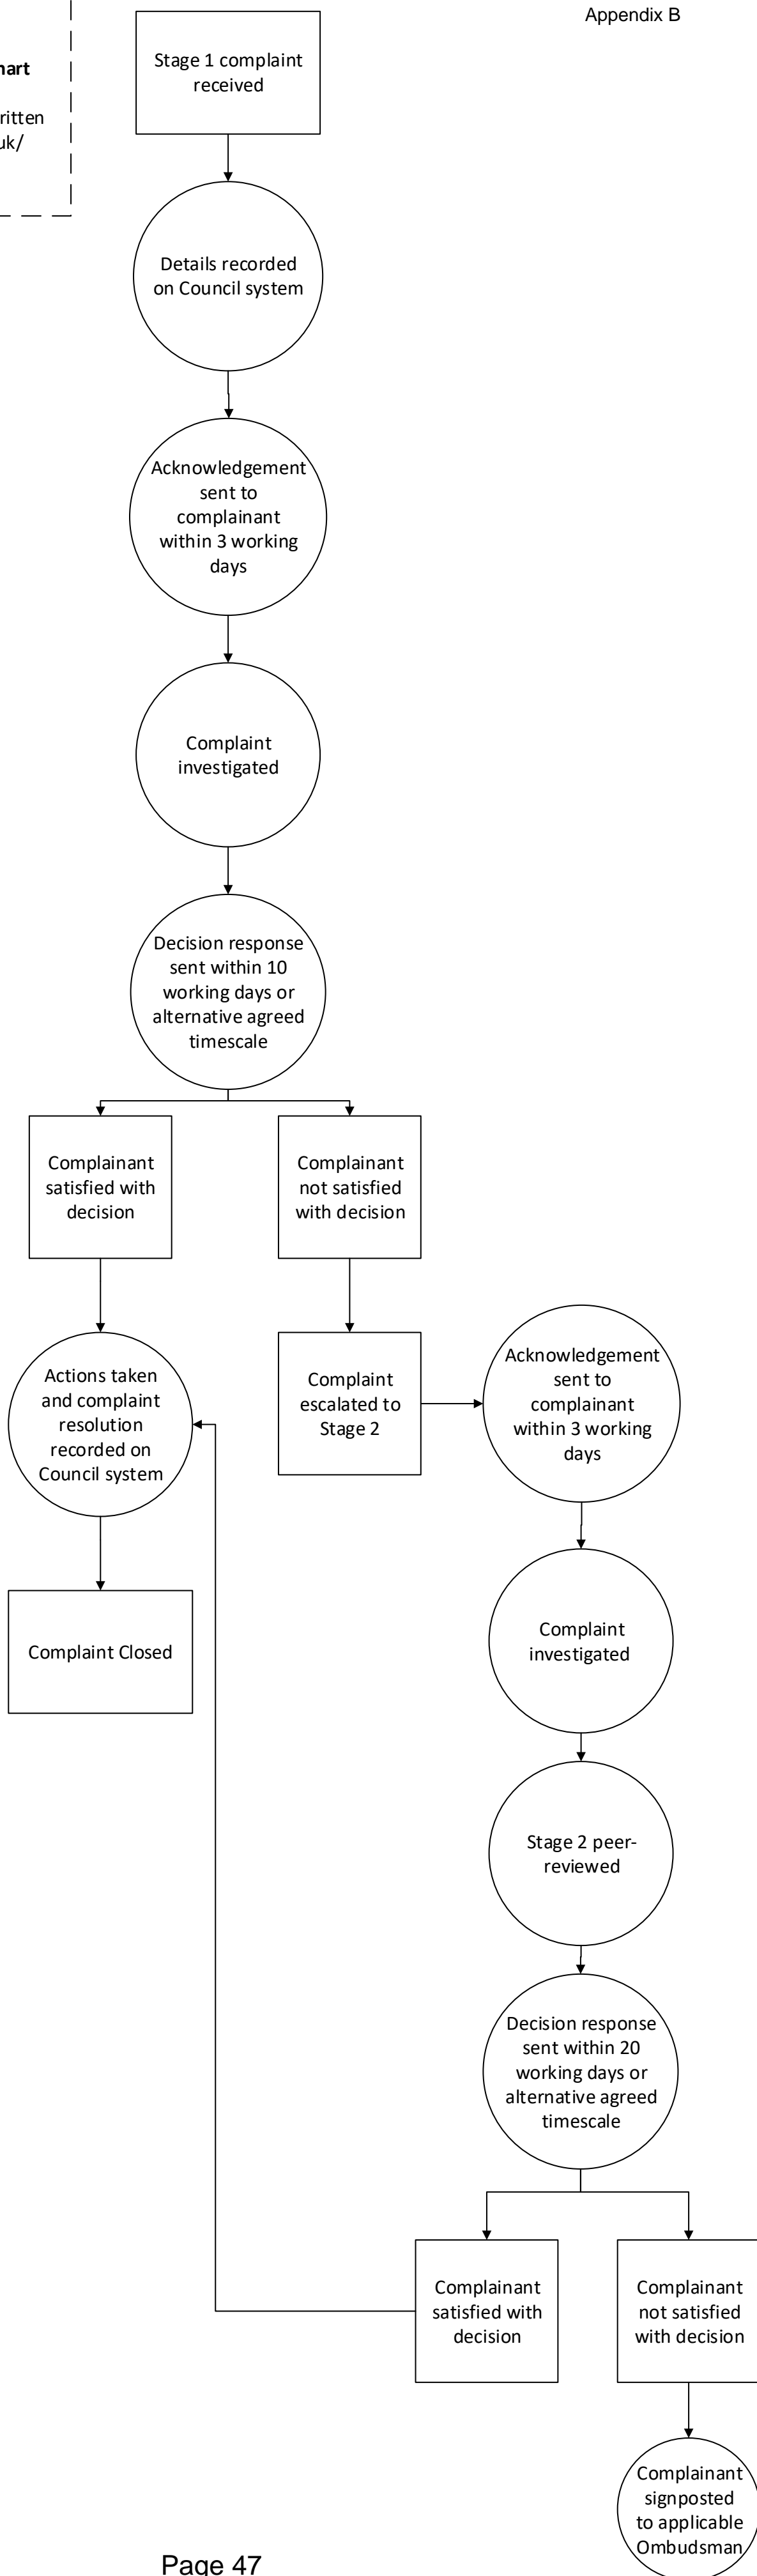 Appendix B
hart
ritten
uk/
Stage 1 complaint
received
Details recorded
on Council system
Acknowledgement
sent to
complainant
within 3 working
days
Complaint
investigated
Decision response
sent within 10
working days or
alternative agreed
timescale
Complainant
satisfied with
decision
Complainant
not satisfied
with decision
Actions taken
and complaint
resolution
recorded on
Council system
Complaint
escalated to
Stage 2
Acknowledgement
sent to
complainant
within 3 working
days
Complaint Closed
Complaint
investigated
Stage 2 peer-
reviewed
Decision response
sent within 20
working days or
alternative agreed
timescale
Complainant
satisfied with
decision
Complainant
not satisfied
with decision
Complainant
signposted
to applicable
Ombudsman
Page 47